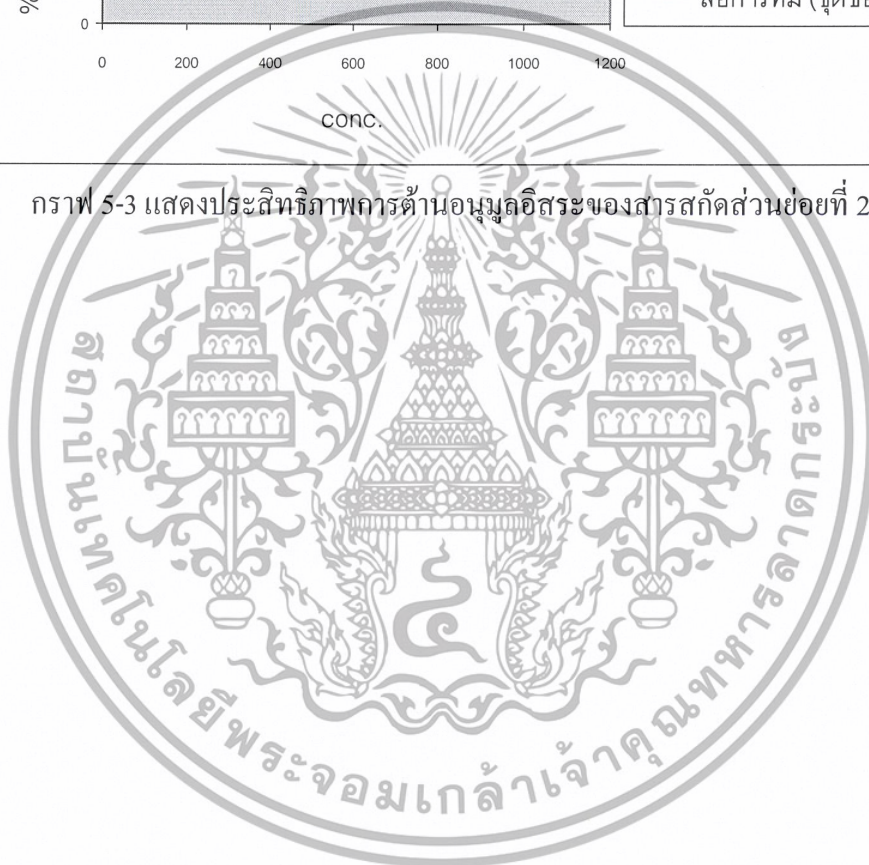 %
0
0 200 400 600 800 1000 1200
conc.
กราฟ 5-3 แสดงประสิทธิภาพการต้านอนุมูลอิสระของสารสกัดส่วนย่อยที่ 2
สถาบันเทคโนโลยีพระจอมเกล้าเจ้าคุณทหารลาดกระบัง
๔